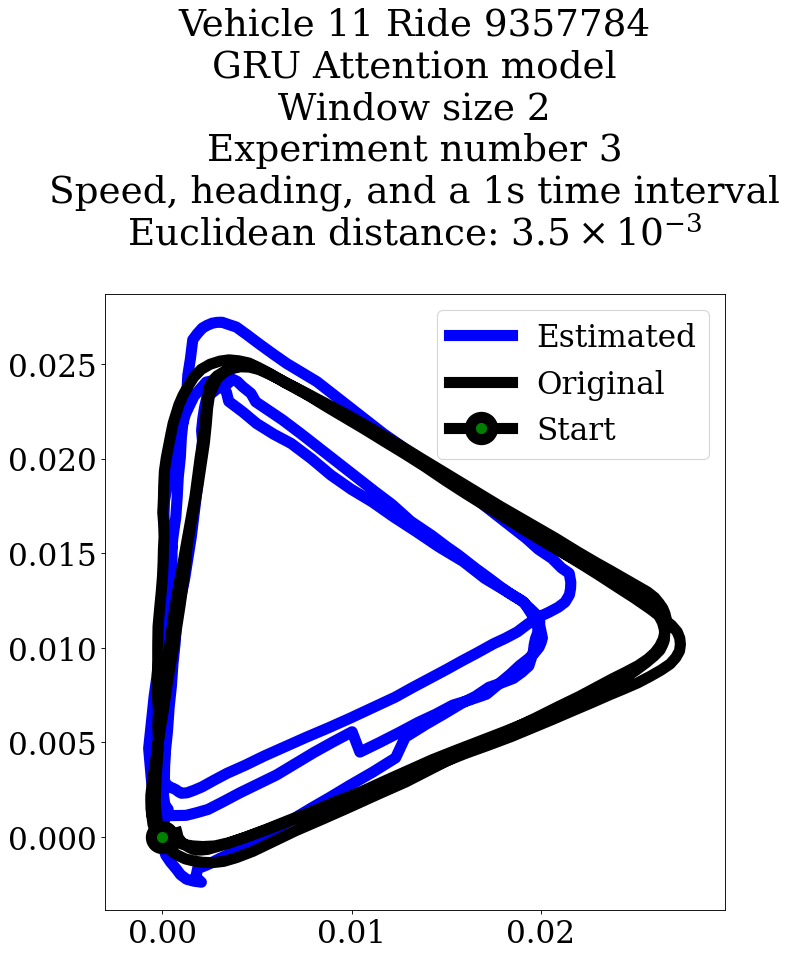 Vehicle 11 Ride 9357784
GRU Attention model
Window size 2
Experiment number 3
Speed, heading, and a 1s time interval
Euclidean distance: 3.5 × 10⁻³
Estimated
Original
Start
0.025
0.020
0.015
0.010
0.005
0.000
0.00 0.01 0.02